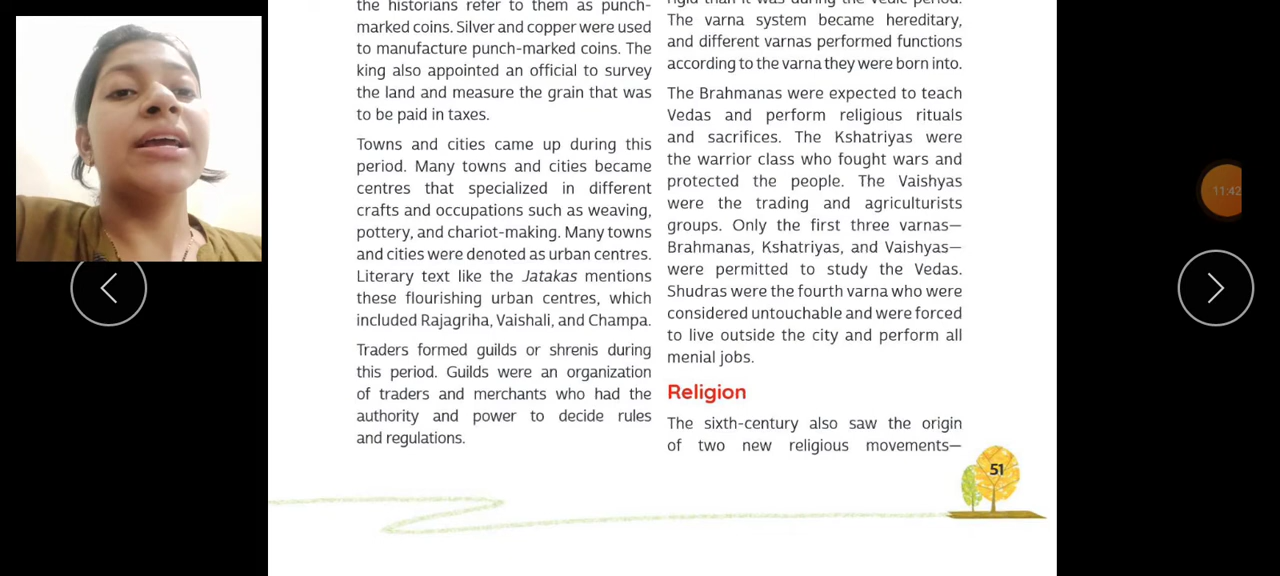 the historians refer to them as punch-
marked coins. Silver and copper were used
to manufacture punch-marked coins. The
king also appointed an official to survey
the land and measure the grain that was
to be paid in taxes.
Towns and cities came up during this
period. Many towns and cities became
centres that specialized in different
crafts and occupations such as weaving,
pottery, and chariot-making. Many towns
and cities were denoted as urban centres.
Literary text like the Jatakas mentions
these flourishing urban centres, which
included Rajagriha, Vaishali, and Champa.
Traders formed guilds or shrenis during
this period. Guilds were an organization
of traders and merchants who had the
authority and power to decide rules
and regulations.
rigid than it was during the Vedic period.
The varna system became hereditary,
and different varnas performed functions
according to the varna they were born into.
The Brahmanas were expected to teach
Vedas and perform religious rituals
and sacrifices. The Kshatriyas were
the warrior class who fought wars and
protected the people. The Vaishyas
were the trading and agriculturists
groups. Only the first three varnas—
Brahmanas, Kshatriyas, and Vaishyas—
were permitted to study the Vedas.
Shudras were the fourth varna who were
considered untouchable and were forced
to live outside the city and perform all
menial jobs.
Religion
The sixth-century also saw the origin
of two new religious movements—
51
11:42